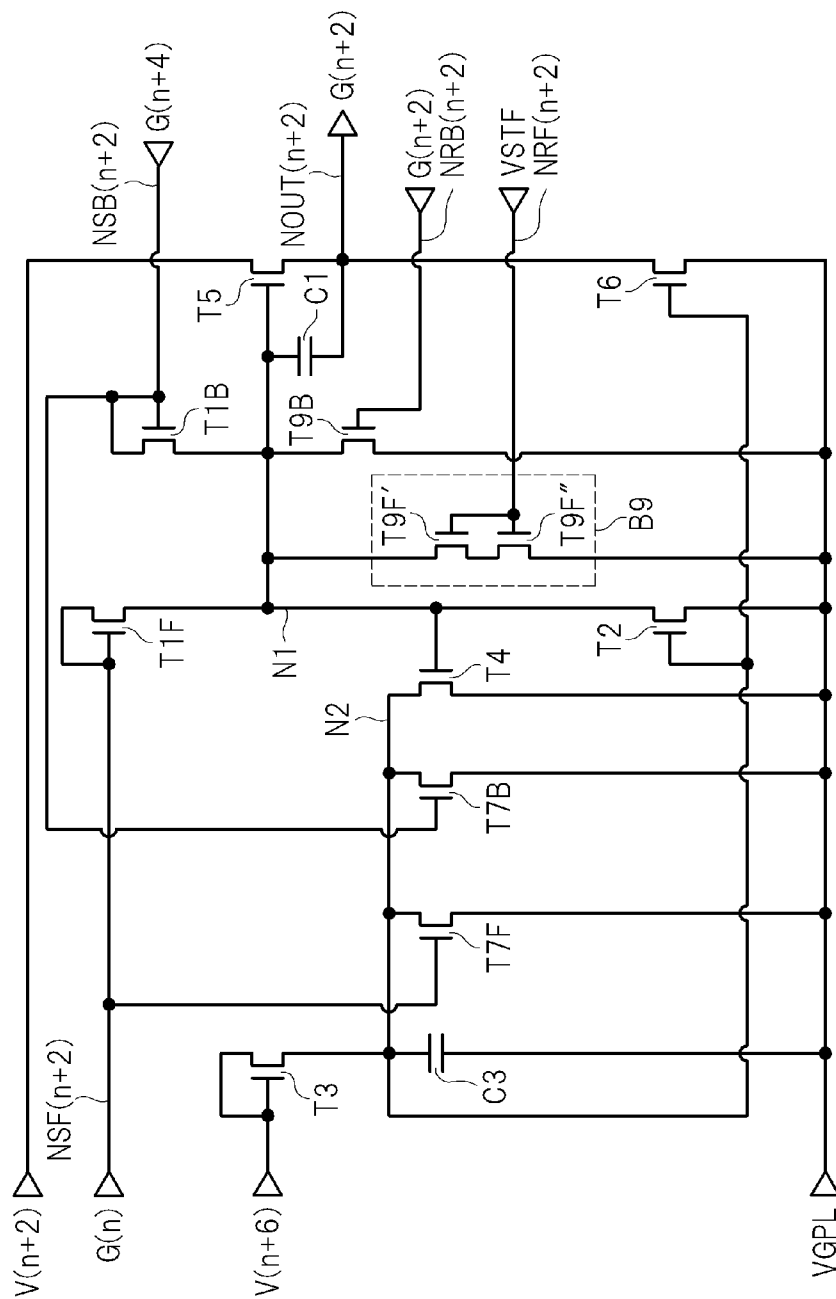 V(n+2)
NSF(n+2)
G(n)
V(n+6)
VGPL
T3
C3
T7F
T7B
N2
T4
N1
T1F
T2
T9F′
T9F″
B9
T1B
T9B
T5
C1
T6
NSB(n+2)
G(n+4)
NOUT(n+2)
G(n+2)
G(n+2)
NRB(n+2)
VSTF
NRF(n+2)